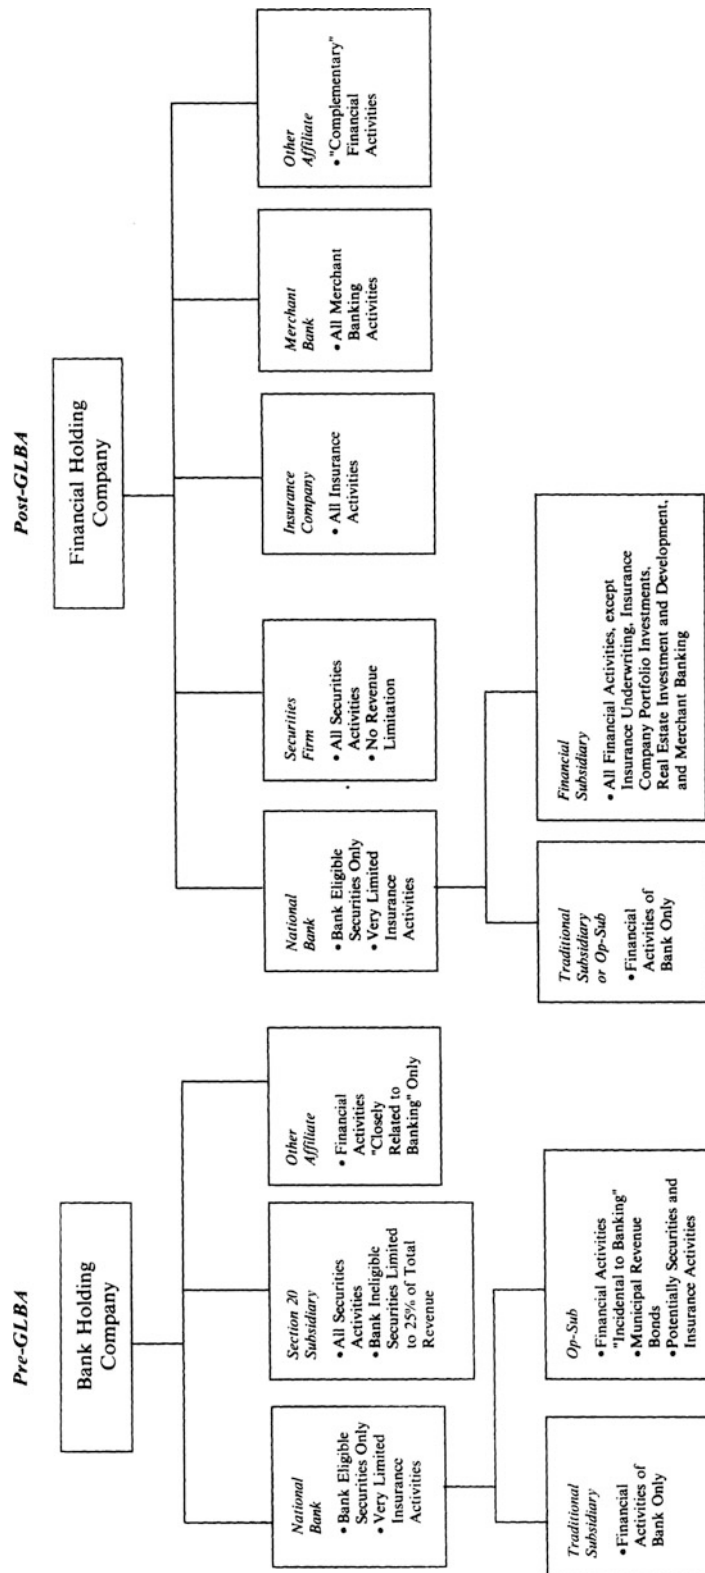 Pre-GLBA
Bank Holding
Company
National
Bank
• Bank Eligible
Securities Only
• Very Limited
Insurance
Activities
Section 20
Subsidiary
• All Securities
Activities
• Bank Ineligible
Securities Limited
to 25% of Total
Revenue
Other
Affiliate
• Financial
Activities
"Closely
Related to
Banking" Only
Traditional
Subsidiary
• Financial
Activities of
Bank Only
Op-Sub
• Financial Activities
"Incidental to Banking"
• Municipal Revenue
Bonds
• Potentially Securities and
Insurance Activities
Post-GLBA
Financial Holding
Company
National
Bank
• Bank Eligible
Securities Only
• Very Limited
Insurance
Activities
Securities
Firm
• All Securities
Activities
• No Revenue
Limitation
Insurance
Company
• All Insurance
Activities
Merchant
Bank
• All Merchant
Banking
Activities
Other
Affiliate
• "Complementary"
Financial
Activities
Traditional
Subsidiary
or Op-Sub
• Financial
Activities of
Bank Only
Financial
Subsidiary
• All Financial Activities, except
Insurance Underwriting, Insurance
Company Portfolio Investments,
Real Estate Investment and Development,
and Merchant Banking